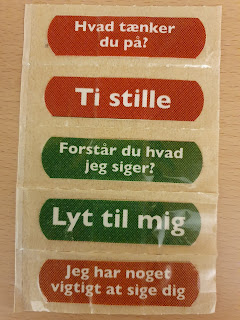 Hvad tænker
du på?
Ti stille
Forstår du hvad
jeg siger?
Lyt til mig
Jeg har noget
vigtigt at sige dig